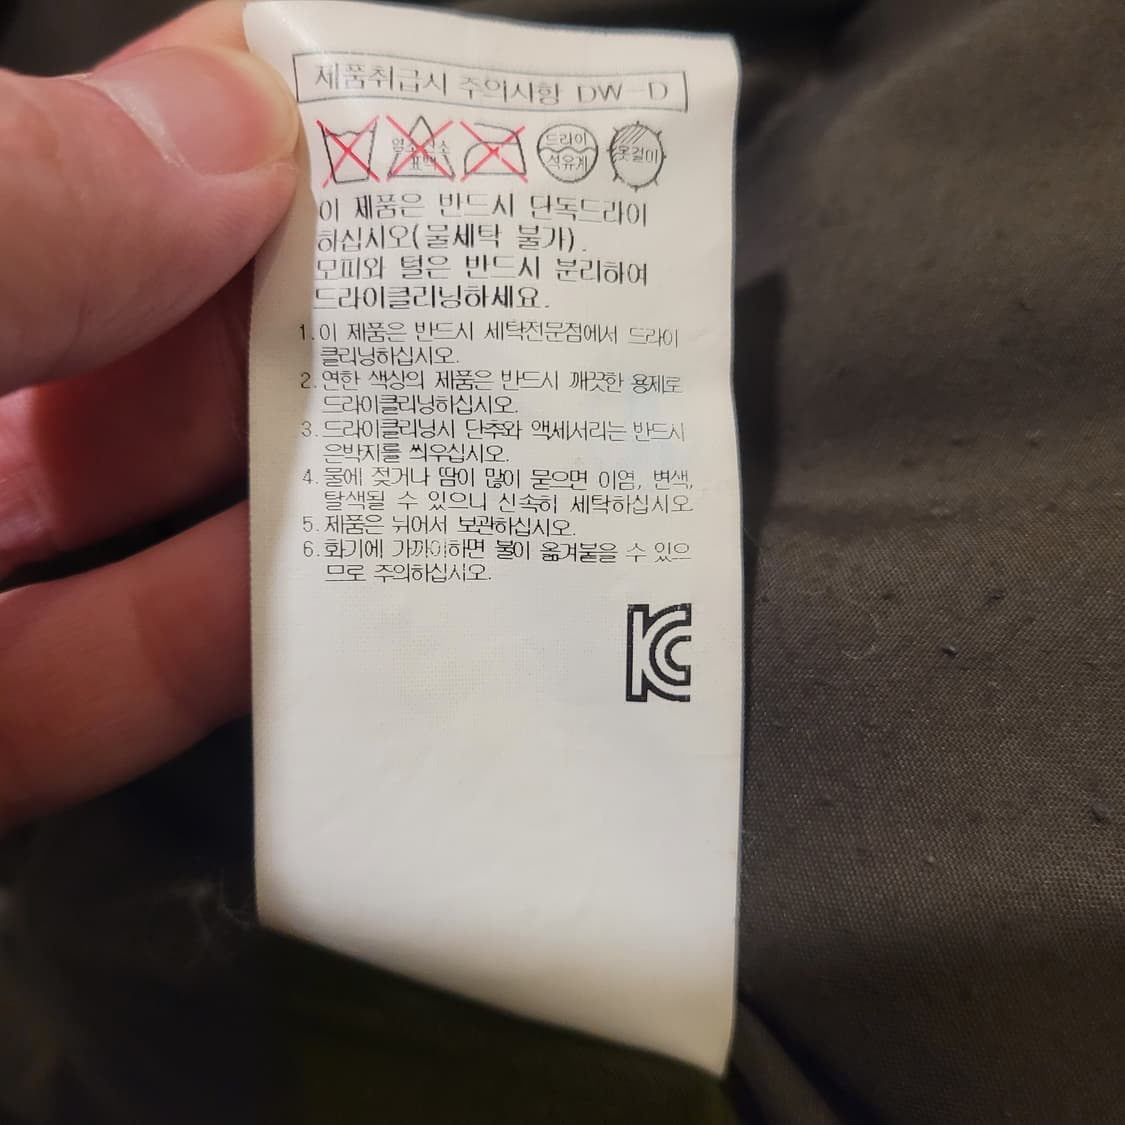 제품취급시 주의사항 DW-D
염소산소
표백
드라이
석유계
옷걸이
이 제품은 반드시 단독드라이
하십시오(물세탁 불가).
모피와 털은 반드시 분리하여
드라이클리닝하세요.
1.이 제품은 반드시 세탁전문점에서 드라이
클리닝하십시오.
2.연한 색상의 제품은 반드시 깨끗한 용제로
드라이클리닝하십시오.
3.드라이클리닝시 단추와 액세서리는 반드시
은박지를 씌우십시오.
4.물에 젖거나 땀이 많이 묻으면 이염, 변색,
탈색될 수 있으니 신속히 세탁하십시오
5.제품은 뉘어서 보관하십시오.
6.화기에 가까이하면 불이 옮겨붙을 수 있으
므로 주의하십시오.
KC